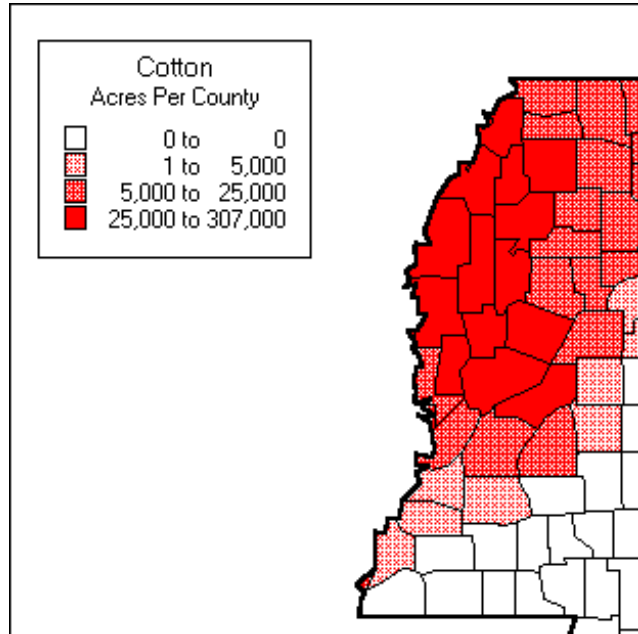 Cotton
Acres Per County
0 to 0
1 to 5,000
5,000 to 25,000
25,000 to 307,000